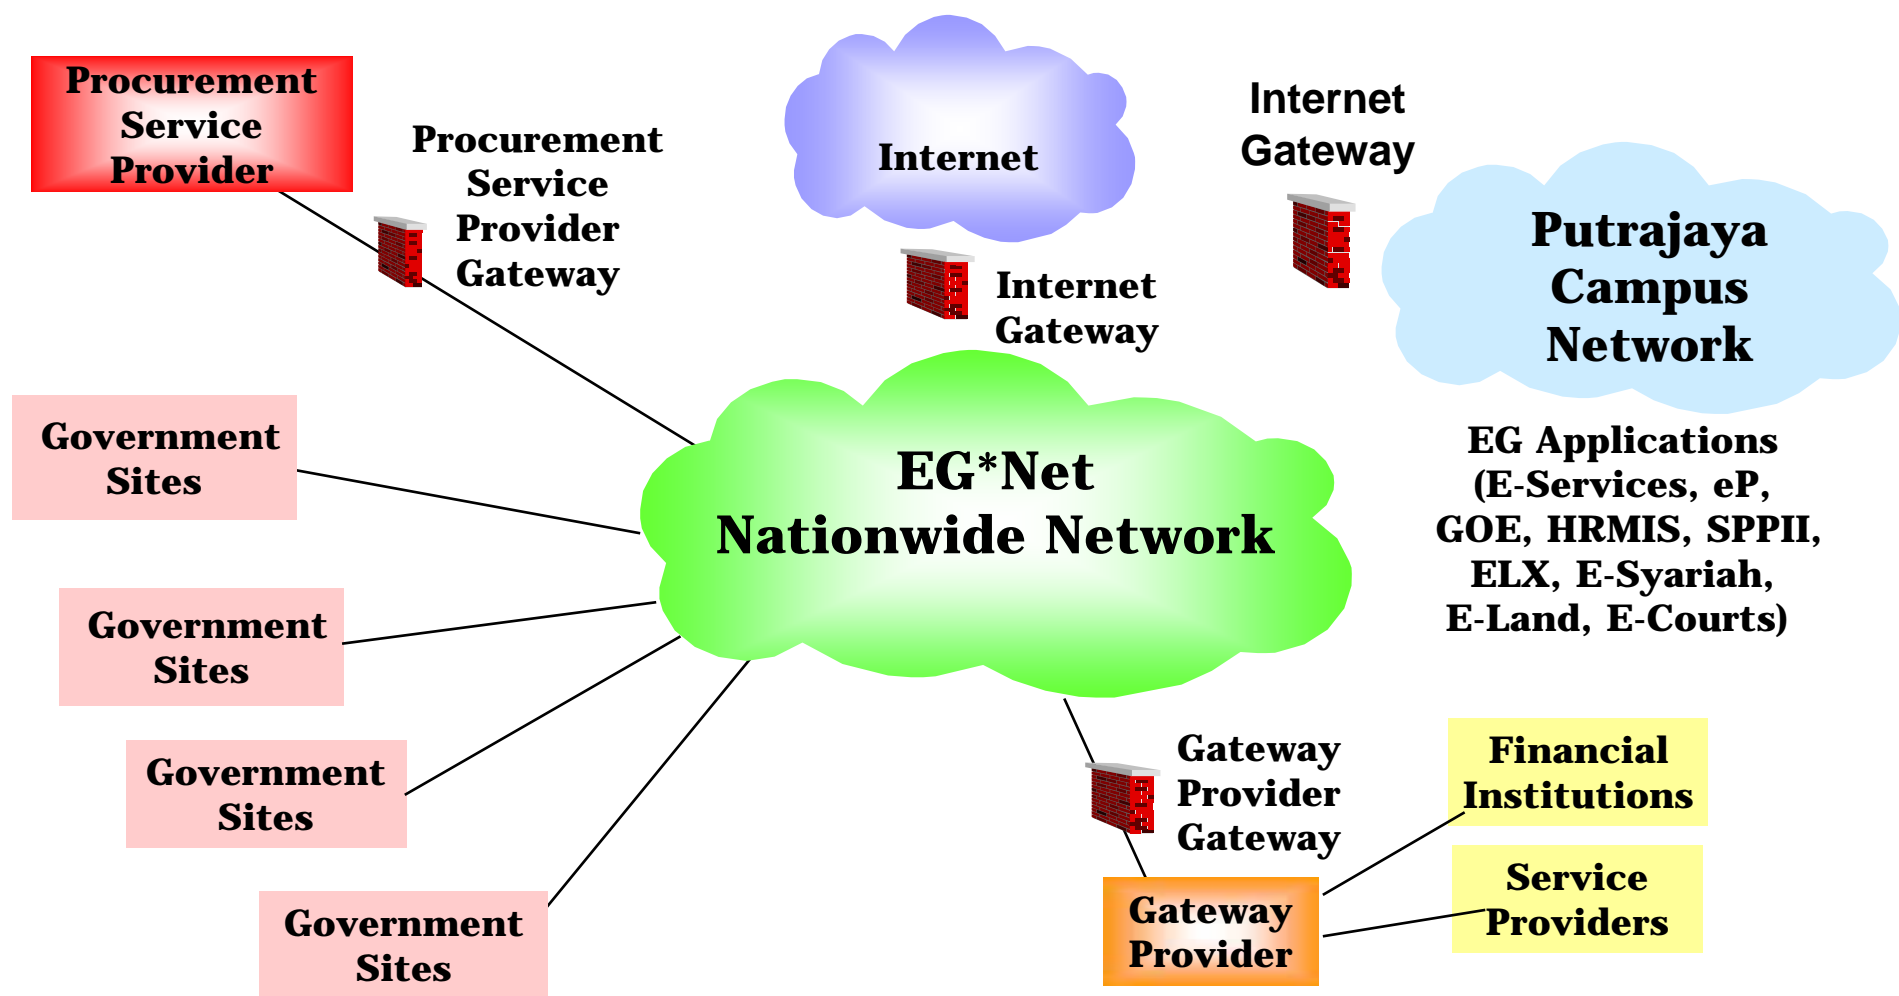 Procurement
Service
Provider
Procurement
Service
Provider
Gateway
Internet
Internet
Gateway
Internet
Gateway
Putrajaya
Campus
Network
EG Applications
(E-Services, eP,
GOE, HRMIS, SPPII,
ELX, E-Syariah,
E-Land, E-Courts)
EG*Net
Nationwide Network
Government
Sites
Government
Sites
Government
Sites
Government
Sites
Gateway
Provider
Gateway
Gateway
Provider
Financial
Institutions
Service
Providers